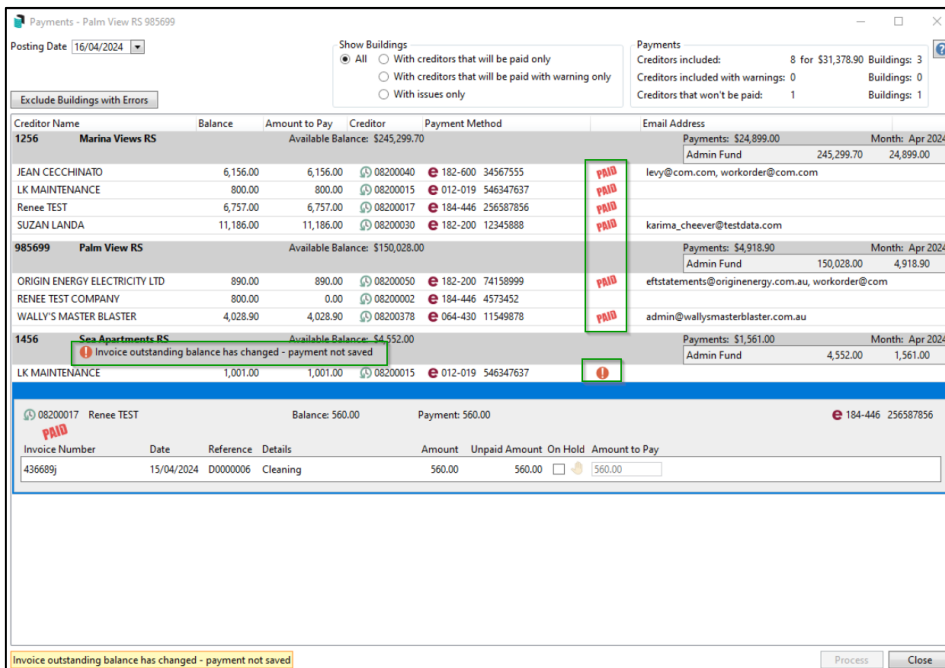 Payments - Palm View RS 985699
Posting Date 16/04/2024
Exclude Buildings with Errors
Show Buildings
All With creditors that will be paid only
With creditors that will be paid with warning only
With issues only
Payments
Creditors included: 8 for $31,378.90 Buildings: 3
Creditors included with warnings: 0 Buildings: 0
Creditors that won't be paid: 1 Buildings: 1
Creditor Name Balance Amount to Pay Creditor Payment Method Email Address
1256 Marina Views RS Available Balance: $245,299.70 Payments: $24,899.00 Month: Apr 2024
Admin Fund 245,299.70 24,899.00
JEAN CECCHINATO 6,156.00 6,156.00 08200040 e 182-600 34567555 PAID levy@com.com, workorder@com.com
LK MAINTENANCE 800.00 800.00 08200015 e 012-019 546347637 PAID
Renee TEST 6,757.00 6,757.00 08200017 e 184-446 256587856 PAID
SUZAN LANDA 11,186.00 11,186.00 08200030 e 182-200 12345888 PAID karima_cheever@testdata.com
985699 Palm View RS Available Balance: $150,028.00 Payments: $4,918.90 Month: Apr 2024
Admin Fund 150,028.00 4,918.90
ORIGIN ENERGY ELECTRICITY LTD 890.00 890.00 08200050 e 182-200 74158999 PAID eftstatements@originenergy.com.au, workorder@com
RENEE TEST COMPANY 800.00 0.00 08200002 e 184-446 4573452
WALLY'S MASTER BLASTER 4,028.90 4,028.90 08200378 e 064-430 11549878 PAID admin@wallysmasterblaster.com.au
1456 Sea Apartments RS Available Balance: $4,552.00 Payments: $1,561.00 Month: Apr 2024
Invoice outstanding balance has changed - payment not saved
Admin Fund 4,552.00 1,561.00
LK MAINTENANCE 1,001.00 1,001.00 08200015 e 012-019 546347637
08200017 Renee TEST Balance: 560.00 Payment: 560.00 e 184-446 256587856
PAID
Invoice Number Date Reference Details Amount Unpaid Amount On Hold Amount to Pay
436689j 15/04/2024 D0000006 Cleaning 560.00 560.00 560.00
Invoice outstanding balance has changed - payment not saved
Process Close